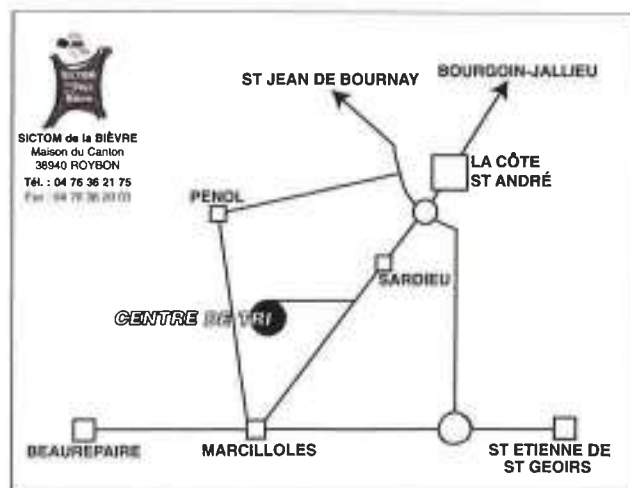 SICTOM
SICTOM de la BIÈVRE
Maison du Canton
38940 ROYBON
Tél. : 04 76 36 21 75
ST JEAN DE BOURNAY
BOURGOIN-JALLIEU
LA CÔTE
ST ANDRÉ
PENOL
SARDIEU
CENTRE DE TRI
BEAUREPAIRE
MARCILLOLES
ST ETIENNE DE
ST GEOIRS